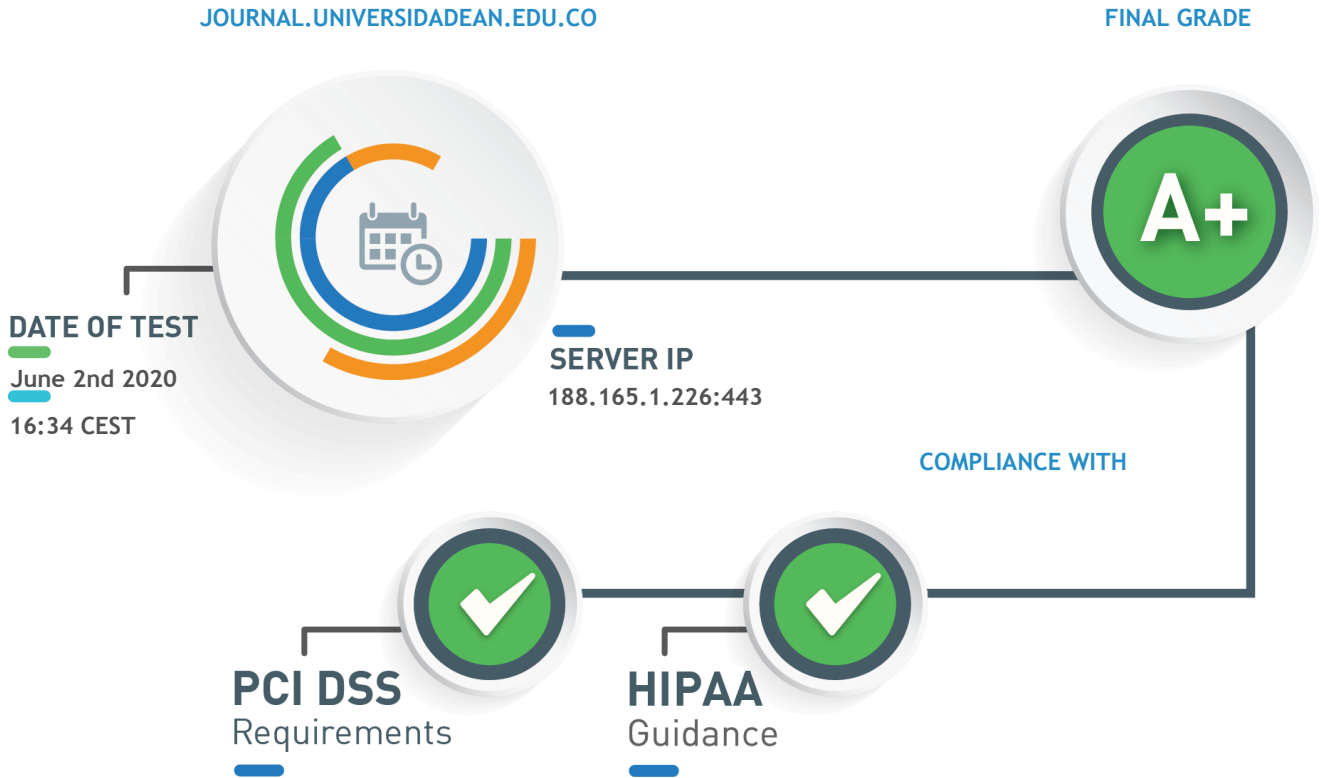 JOURNAL.UNIVERSIDADEAN.EDU.CO
FINAL GRADE
A+
DATE OF TEST
June 2nd 2020
16:34 CEST
SERVER IP
188.165.1.226:443
COMPLIANCE WITH
PCI DSS
Requirements
HIPAA
Guidance